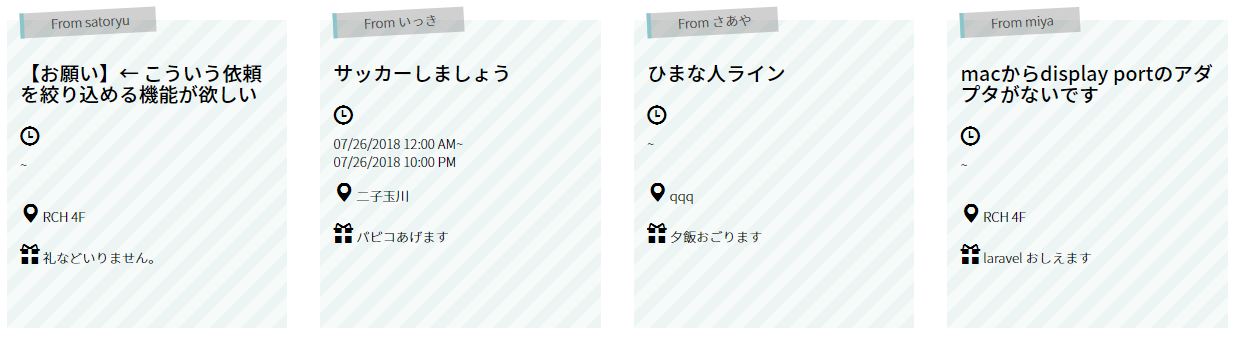 From satoryu
【お願い】← こういう依頼
を絞り込める機能が欲しい
~
RCH 4F
礼などいりません。
From いっき
サッカーしましょう
07/26/2018 12:00 AM~
07/26/2018 10:00 PM
二子玉川
パピコあげます
From さあや
ひまな人ライン
~
qqq
夕飯おごります
From miya
macからdisplay portのアダ
プタがないです
~
RCH 4F
laravel おしえます